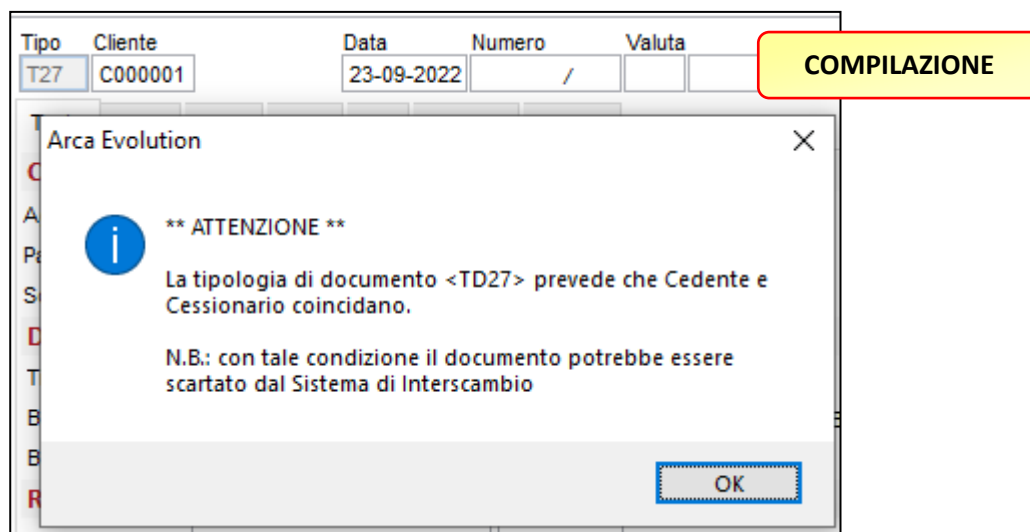 Tipo Cliente Data Numero Valuta
T27 C000001 23-09-2022 /
COMPILAZIONE
Arca Evolution
** ATTENZIONE **
La tipologia di documento <TD27> prevede che Cedente e
Cessionario coincidano.
N.B.: con tale condizione il documento potrebbe essere
scartato dal Sistema di Interscambio
OK